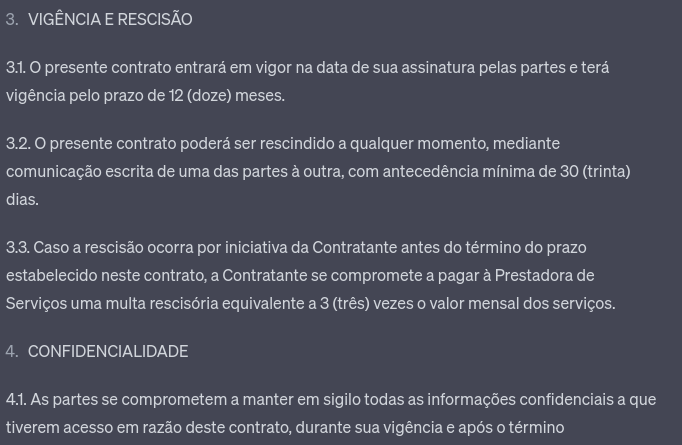 3. VIGÊNCIA E RESCISÃO
3.1. O presente contrato entrará em vigor na data de sua assinatura pelas partes e terá
vigência pelo prazo de 12 (doze) meses.
3.2. O presente contrato poderá ser rescindido a qualquer momento, mediante
comunicação escrita de uma das partes à outra, com antecedência mínima de 30 (trinta)
dias.
3.3. Caso a rescisão ocorra por iniciativa da Contratante antes do término do prazo
estabelecido neste contrato, a Contratante se compromete a pagar à Prestadora de
Serviços uma multa rescisória equivalente a 3 (três) vezes o valor mensal dos serviços.
4. CONFIDENCIALIDADE
4.1. As partes se comprometem a manter em sigilo todas as informações confidenciais a que
tiverem acesso em razão deste contrato, durante sua vigência e após o término